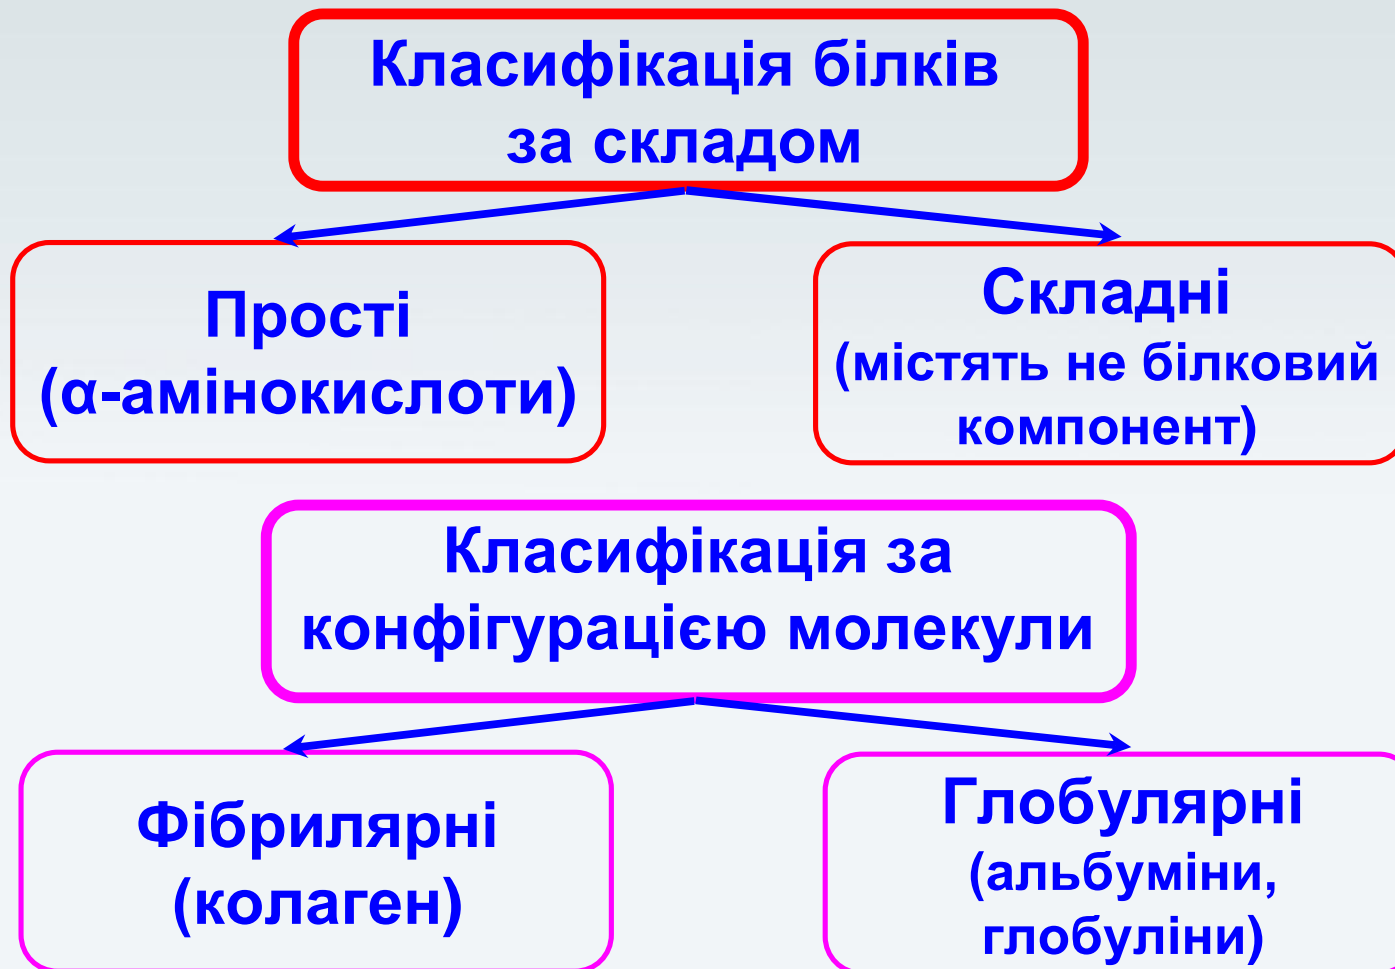 Класифікація білків
за складом
Прості
(α-амінокислоти)
Складні
(містять не білковий
компонент)
Класифікація за
конфігурацією молекули
Фібрилярні
(колаген)
Глобулярні
(альбуміни,
глобуліни)